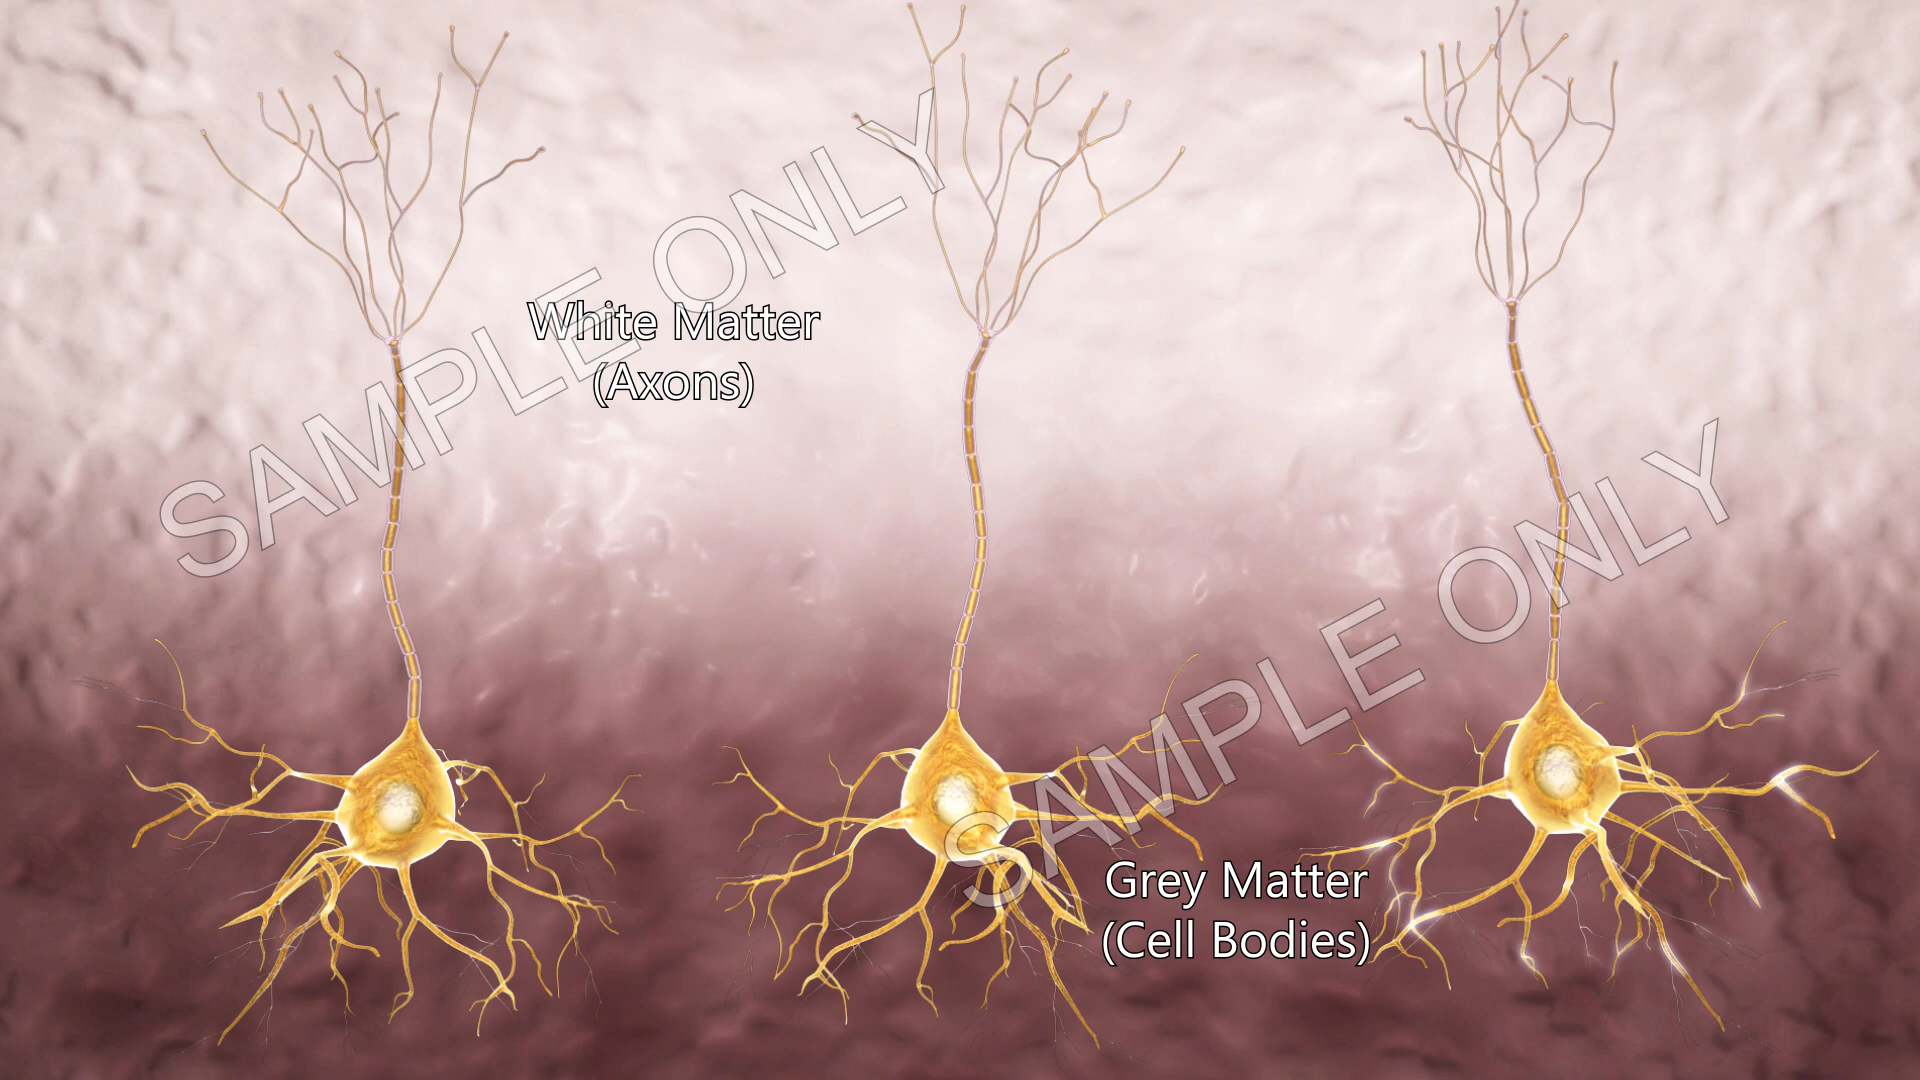 SAMPLE ONLY
White Matter
(Axons)
SAMPLE ONLY
Grey Matter
(Cell Bodies)